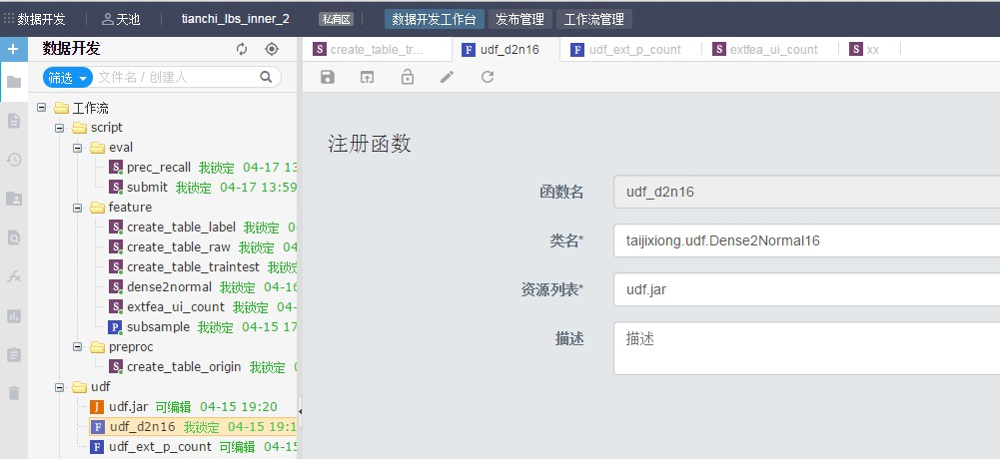 数据开发 天池 tianchi_lbs_inner_2 私有区 数据开发工作台 发布管理 工作流管理
数据开发
create_table_tr... udf_d2n16 udf_ext_p_count extfea_ui_count xx
筛选 文件名 / 创建人
工作流
script
eval
prec_recall 我锁定 04-17 13
submit 我锁定 04-17 13:59
feature
create_table_label 我锁定 0
create_table_raw 我锁定 04-
create_table_traintest 我锁定
dense2normal 我锁定 04-16
extfea_ui_count 我锁定 04
subsample 我锁定 04-15 17
preproc
create_table_origin 我锁定 0
udf
udf.jar 可编辑 04-15 19:20
udf_d2n16 我锁定 04-15 19:1
udf_ext_p_count 可编辑 04-15
注册函数
函数名 udf_d2n16
类名* taijixiong.udf.Dense2Normal16
资源列表* udf.jar
描述 描述